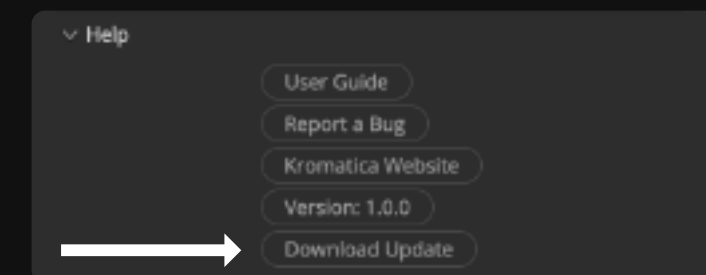 Help
User Guide
Report a Bug
Kromatica Website
Version: 1.0.0
Download Update